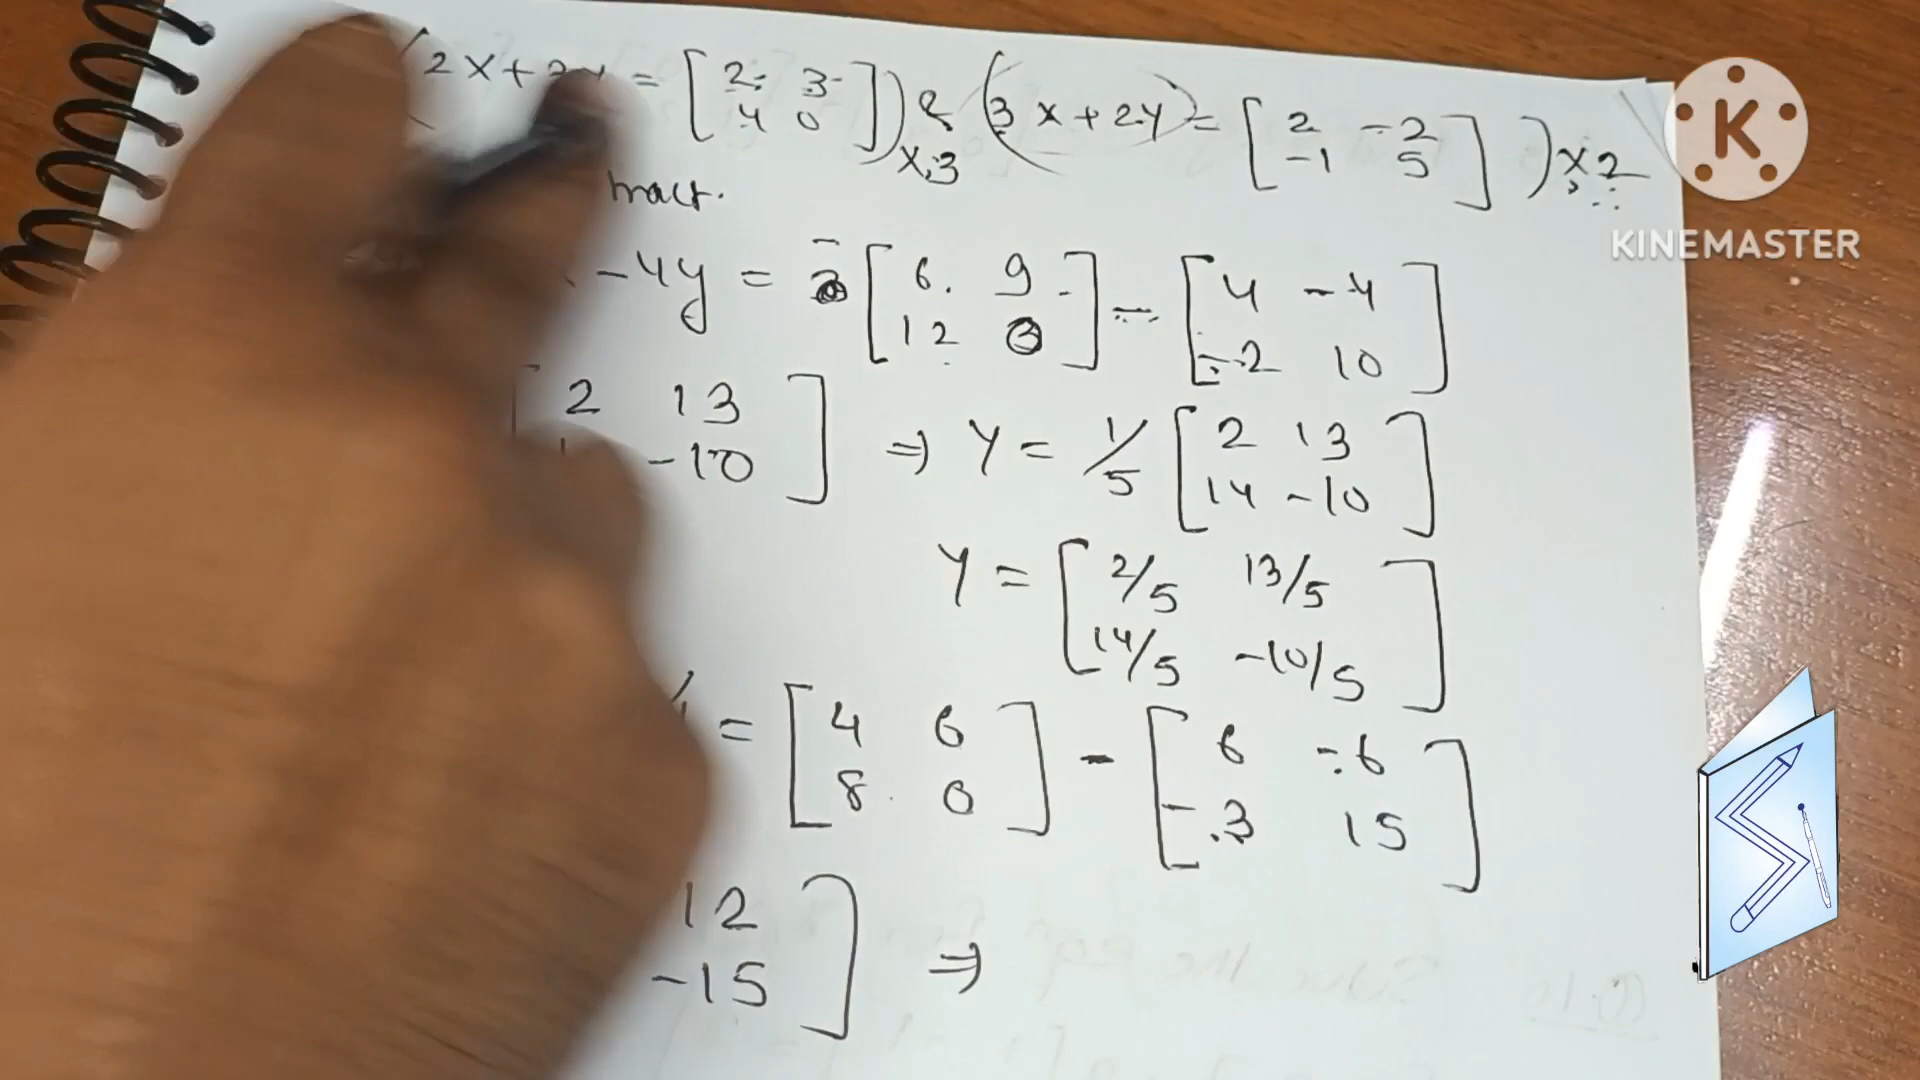 (2x+3y = [2 3 4 0])x3 & (3x+2y) = [2 -2 -1 5])x2
tract.
-4y = [6 9 12 0] - [4 -4 -2 10]
2 13 -10] ⇒ Y = 1/5 [2 13 14 -10]
Y = [2/5 13/5 14/5 -10/5]
= [4 6 8 0] - [6 -6 -3 15]
12 -15] ⇒
K
KINEMASTER